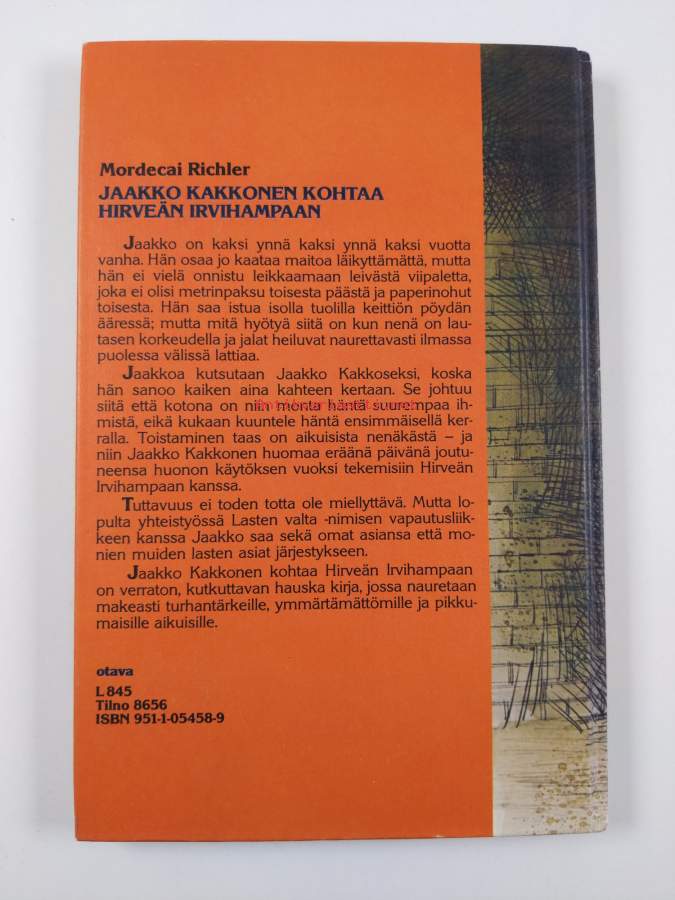 Mordecai Richler
JAAKKO KAKKONEN KOHTAA
HIRVEÄN IRVIHAMPAAN
Jaakko on kaksi ynnä kaksi ynnä kaksi vuotta
vanha. Hän osaa jo kaataa maitoa läikyttämättä, mutta
hän ei vielä onnistu leikkaamaan leivästä viipaletta,
joka ei olisi metrinpaksu toisesta päästä ja paperinohut
toisesta. Hän saa istua isolla tuolilla keittiön pöydän
ääressä; mutta mitä hyötyä siitä on kun nenä on lau-
tasen korkeudella ja jalat heiluvat naurettavasti ilmassa
puolessa välissä lattiaa.
Jaakkoa kutsutaan Jaakko Kakkoseksi, koska
hän sanoo kaiken aina kahteen kertaan. Se johtuu
siitä että kotona on niin monta häntä suurempaa ih-
mistä, eikä kukaan kuuntele häntä ensimmäisellä ker-
ralla. Toistaminen taas on aikuisista nenäkästä – ja
niin Jaakko Kakkonen huomaa eräänä päivänä joutu-
neensa huonon käytöksen vuoksi tekemisiin Hirveän
Irvihampaan kanssa.
Tuttavuus ei toden totta ole miellyttävä. Mutta lo-
pulta yhteistyössä Lasten valta -nimisen vapautusliik-
keen kanssa Jaakko saa sekä omat asiansa että mo-
nien muiden lasten asiat järjestykseen.
Jaakko Kakkonen kohtaa Hirveän Irvihampaan
on verraton, kutkuttavan hauska kirja, jossa nauretaan
makeasti turhantärkeille, ymmärtämättömille ja pikku-
maisille aikuisille.
otava
L 845
Tilno 8656
ISBN 951-1-05458-9